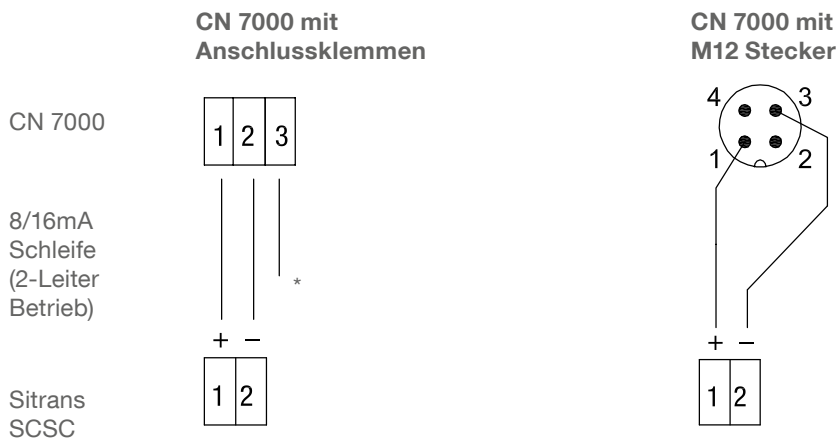 CN 7000 mit
Anschlussklemmen
CN 7000 mit
M12 Stecker
CN 7000
1 2 3
4 3
1 2
8/16mA
Schleife
(2-Leiter
Betrieb)
*
+ −
+ −
Sitrans
SCSC
1 2
1 2